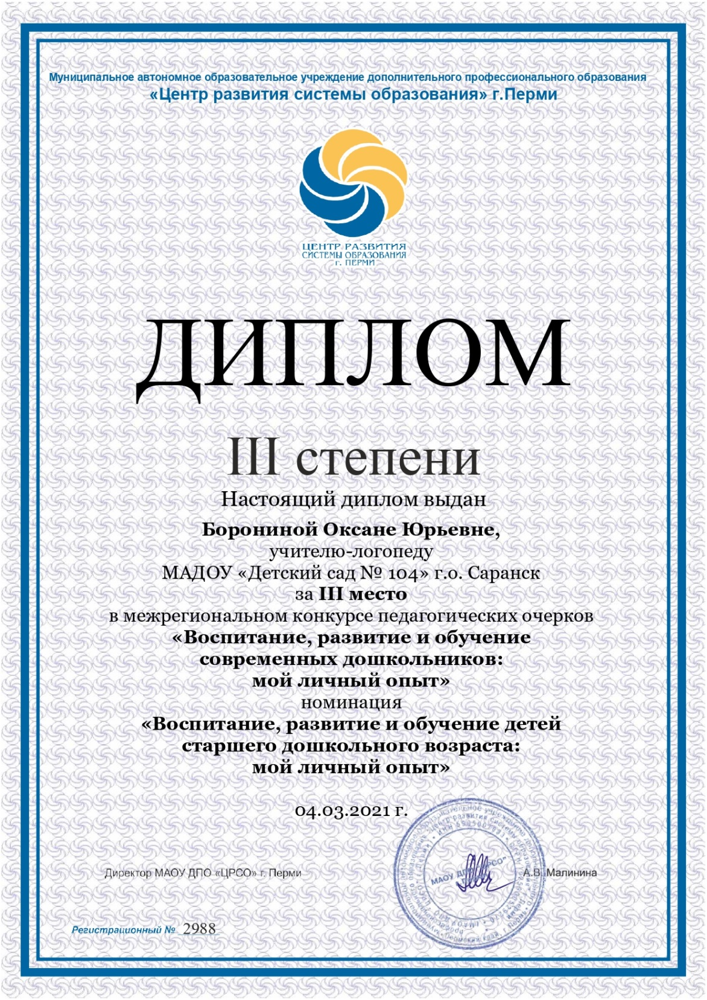 Муниципальное автономное образовательное учреждение дополнительного профессионального образования
«Центр развития системы образования» г.Перми
ЦЕНТР РАЗВИТИЯ
СИСТЕМЫ ОБРАЗОВАНИЯ
г. ПЕРМИ
ДИПЛОМ
III степени
Настоящий диплом выдан
Борониной Оксане Юрьевне,
учителю-логопеду
МАДОУ «Детский сад № 104» г.о. Саранск
за III место
в межрегиональном конкурсе педагогических очерков
«Воспитание, развитие и обучение
современных дошкольников:
мой личный опыт»
номинация
«Воспитание, развитие и обучение детей
старшего дошкольного возраста:
мой личный опыт»
04.03.2021 г.
Директор МАОУ ДПО «ЦРСО» г. Перми
А.В. Малинина
МАОУ ДПО
Регистрационный № 2988